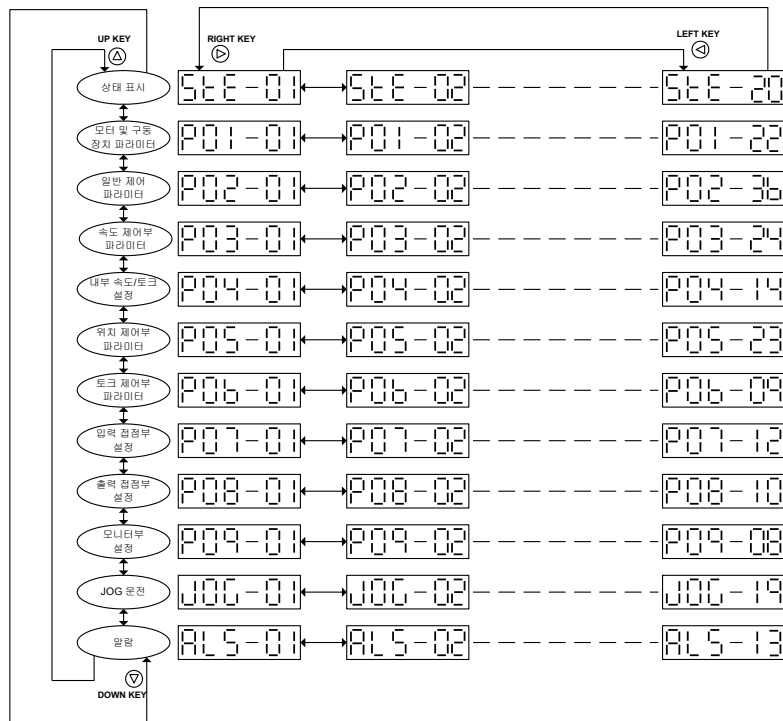 UP KEY
RIGHT KEY
LEFT KEY
상태 표시
StE-01
StE-02
StE-20
모터 및 구동
장치 파라미터
P01-01
P01-02
P01-22
일반 제어
파라미터
P02-01
P02-02
P02-36
속도 제어부
파라미터
P03-01
P03-02
P03-24
내부 속도/토크
설정
P04-01
P04-02
P04-14
위치 제어부
파라미터
P05-01
P05-02
P05-23
토크 제어부
파라미터
P06-01
P06-02
P06-09
입력 접점부
설정
P07-01
P07-02
P07-12
출력 접점부
설정
P08-01
P08-02
P08-10
모니터부
설정
P09-01
P09-02
P09-08
JOG 운전
JOG-01
JOG-02
JOG-19
알람
ALS-01
ALS-02
ALS-13
DOWN KEY